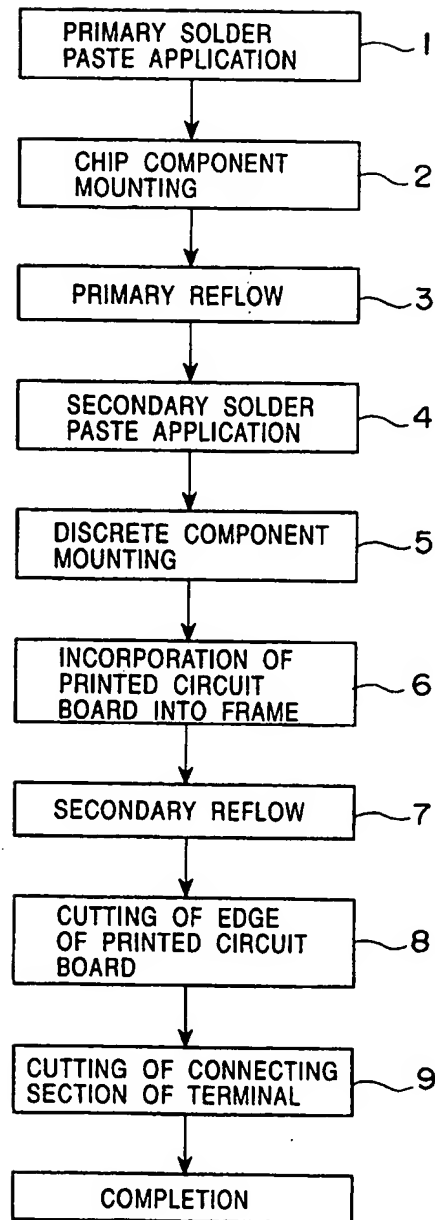 PRIMARY SOLDER
PASTE APPLICATION
1
CHIP COMPONENT
MOUNTING
2
PRIMARY REFLOW
3
SECONDARY SOLDER
PASTE APPLICATION
4
DISCRETE COMPONENT
MOUNTING
5
INCORPORATION OF
PRINTED CIRCUIT
BOARD INTO FRAME
6
SECONDARY REFLOW
7
CUTTING OF EDGE
OF PRINTED CIRCUIT
BOARD
8
CUTTING OF CONNECTING
SECTION OF TERMINAL
9
COMPLETION